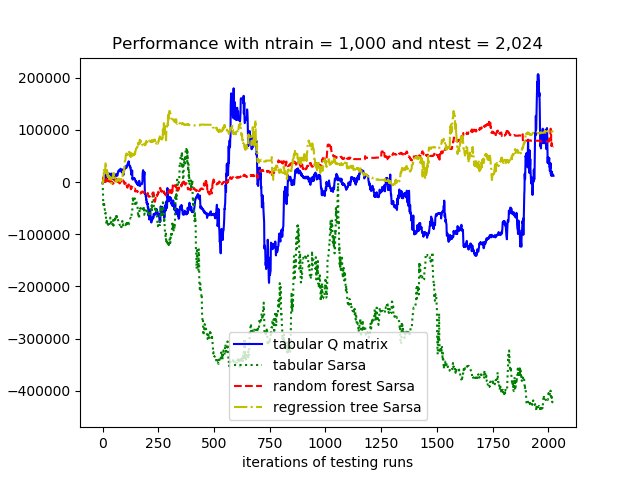 Performance with ntrain = 1,000 and ntest = 2,024
200000
100000
0
−100000
−200000
−300000
−400000
tabular Q matrix
tabular Sarsa
random forest Sarsa
regression tree Sarsa
0 250 500 750 1000 1250 1500 1750 2000
iterations of testing runs